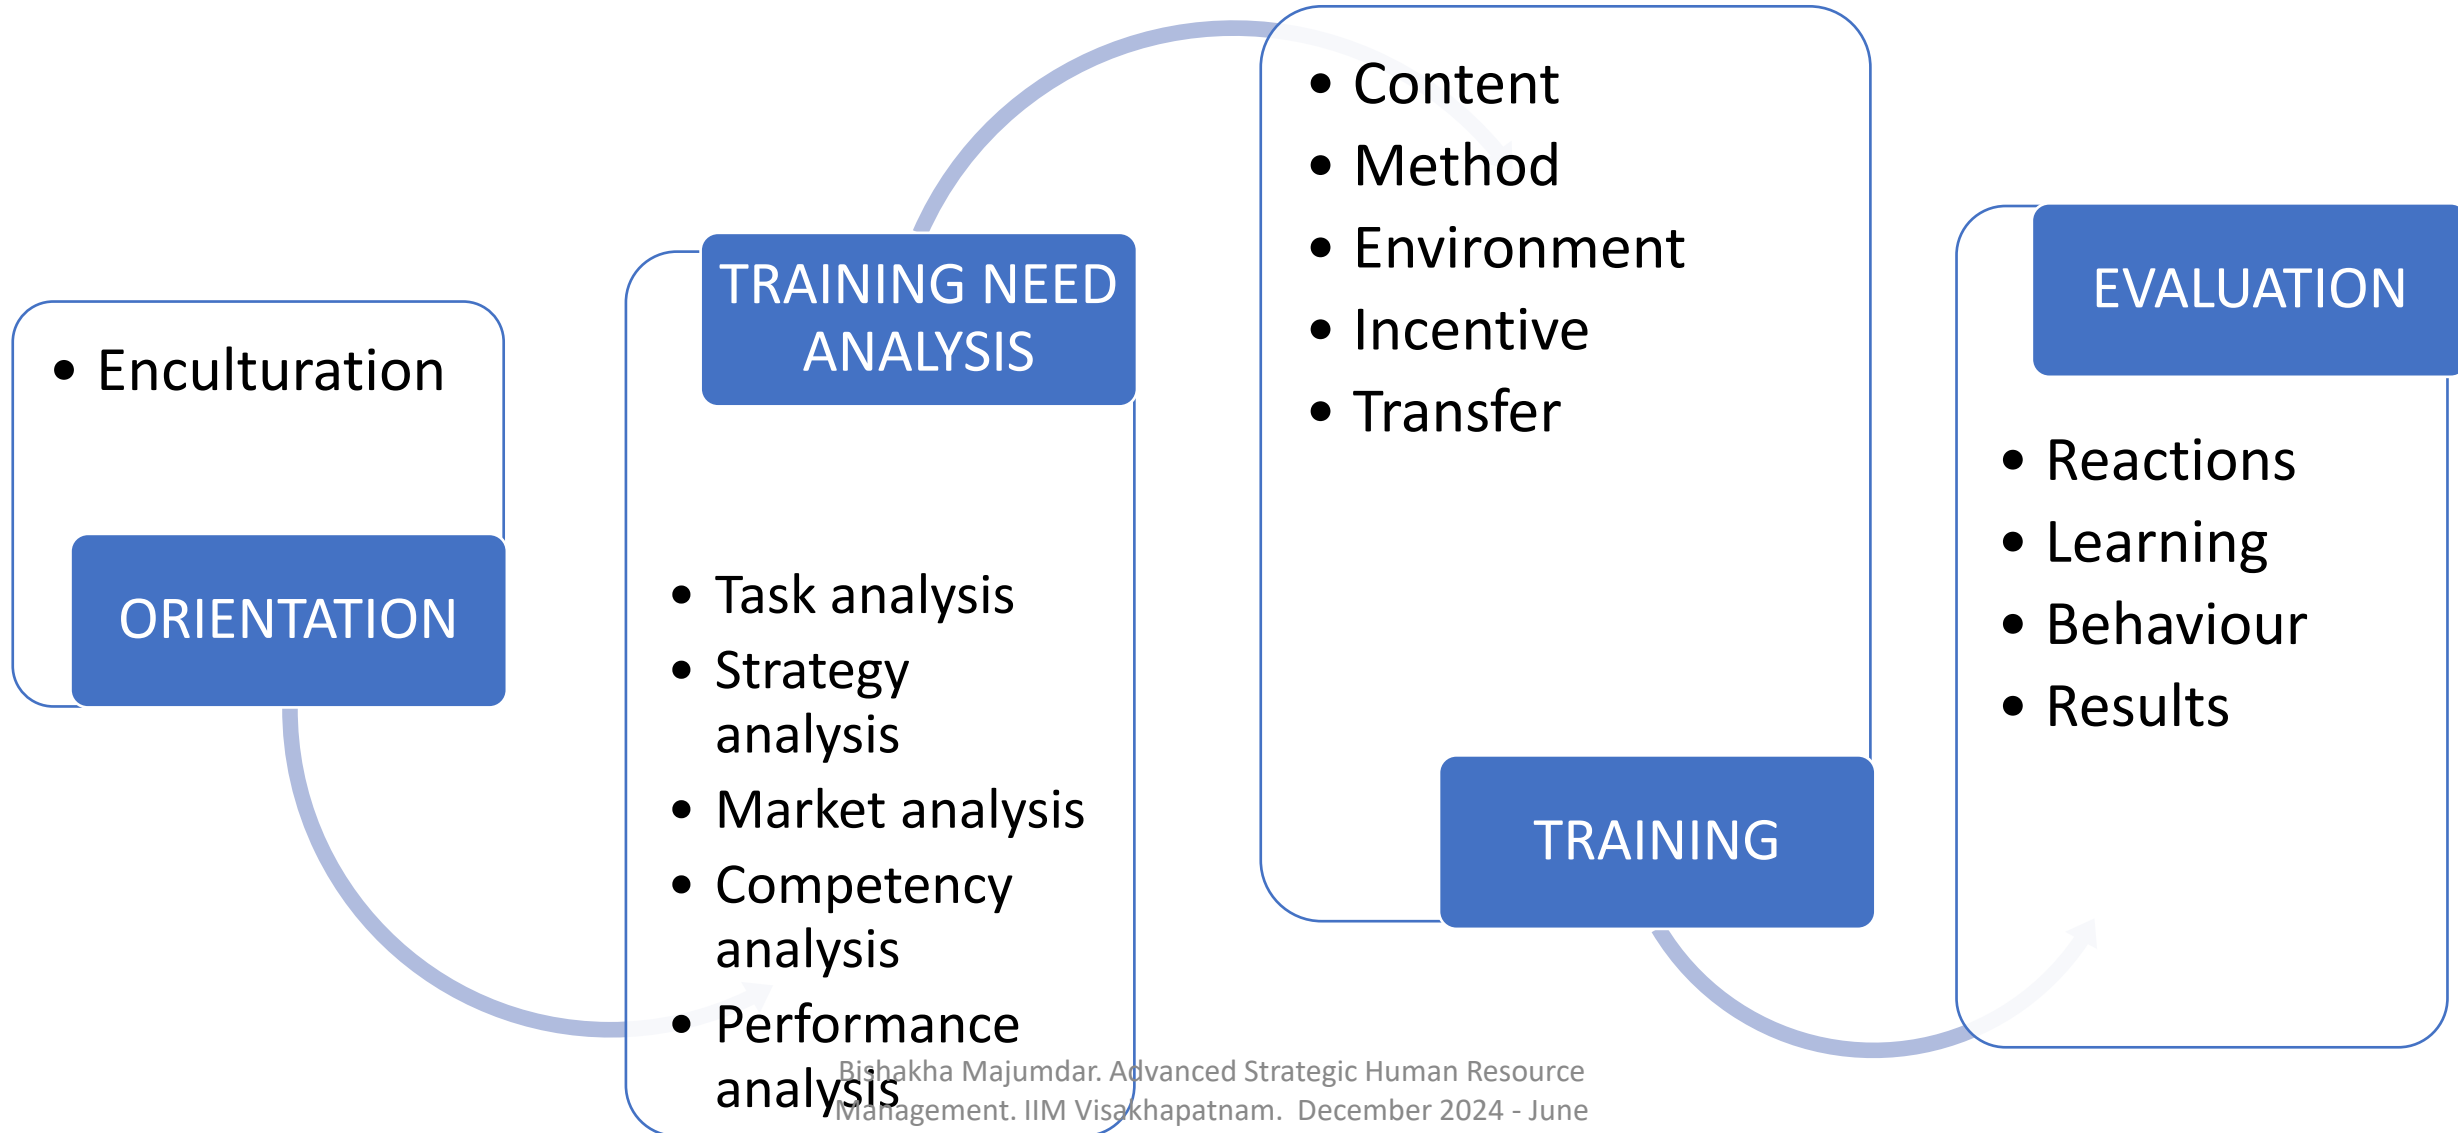 Enculturation
ORIENTATION
TRAINING NEED
ANALYSIS
Task analysis
Strategy
analysis
Market analysis
Competency
analysis
Performance
analysis
Content
Method
Environment
Incentive
Transfer
TRAINING
EVALUATION
Reactions
Learning
Behaviour
Results
Bishakha Majumdar. Advanced Strategic Human Resource
Management. IIM Visakhapatnam. December 2024 - June